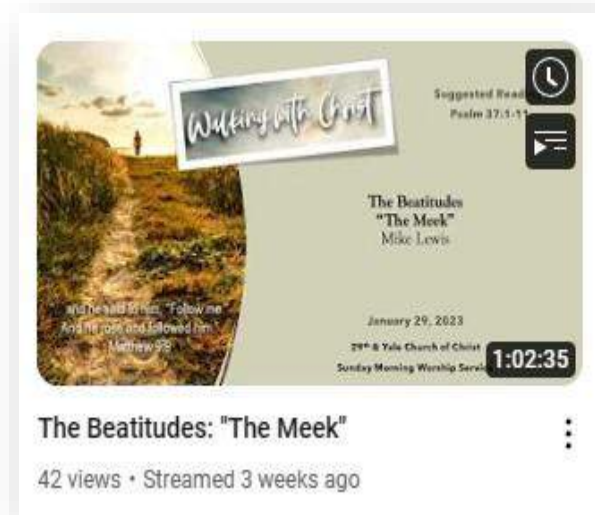 Walking with Christ
Suggested Read
Psalm 37:1-11
The Beatitudes
"The Meek"
Mike Lewis
and he said to him, "Follow me.
And he rose and followed him."
Matthew 9:9
January 29, 2023
29th & Yale Church of Christ
Sunday Morning Worship Servic
1:02:35
The Beatitudes: "The Meek"
42 views • Streamed 3 weeks ago